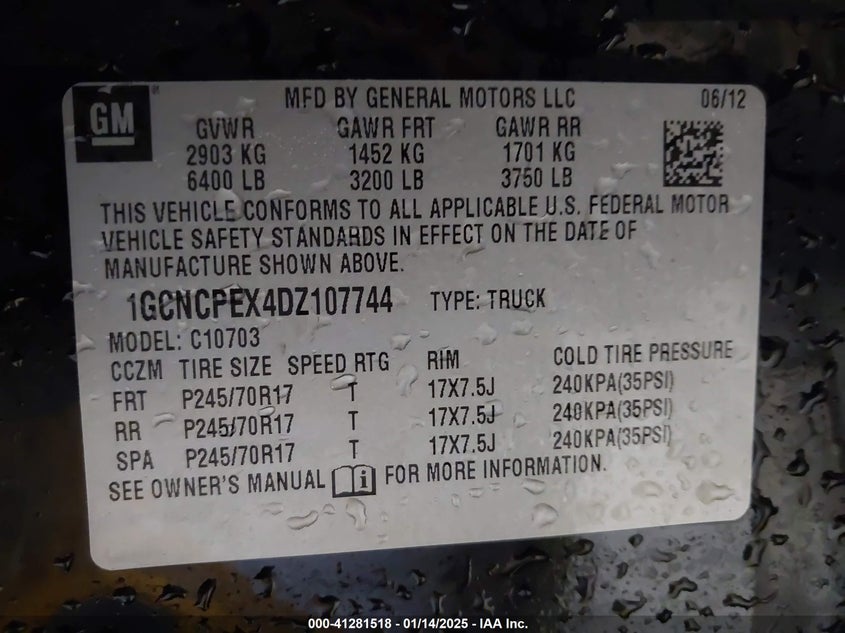 GM
MFD BY GENERAL MOTORS LLC 06/12
GVWR GAWR FRT GAWR RR
2903 KG 1452 KG 1701 KG
6400 LB 3200 LB 3750 LB
THIS VEHICLE CONFORMS TO ALL APPLICABLE U.S. FEDERAL MOTOR
VEHICLE SAFETY STANDARDS IN EFFECT ON THE DATE OF
MANUFACTURE SHOWN ABOVE.
1GCNCPEX4DZ107744 TYPE: TRUCK
MODEL: C10703
CCZM TIRE SIZE SPEED RTG RIM COLD TIRE PRESSURE
FRT P245/70R17 T 17X7.5J 240KPA(35PSI)
RR P245/70R17 T 17X7.5J 240KPA(35PSI)
SPA P245/70R17 T 17X7.5J 240KPA(35PSI)
SEE OWNER'S MANUAL i FOR MORE INFORMATION.
000-41281518 - 01/14/2025 - IAA Inc.